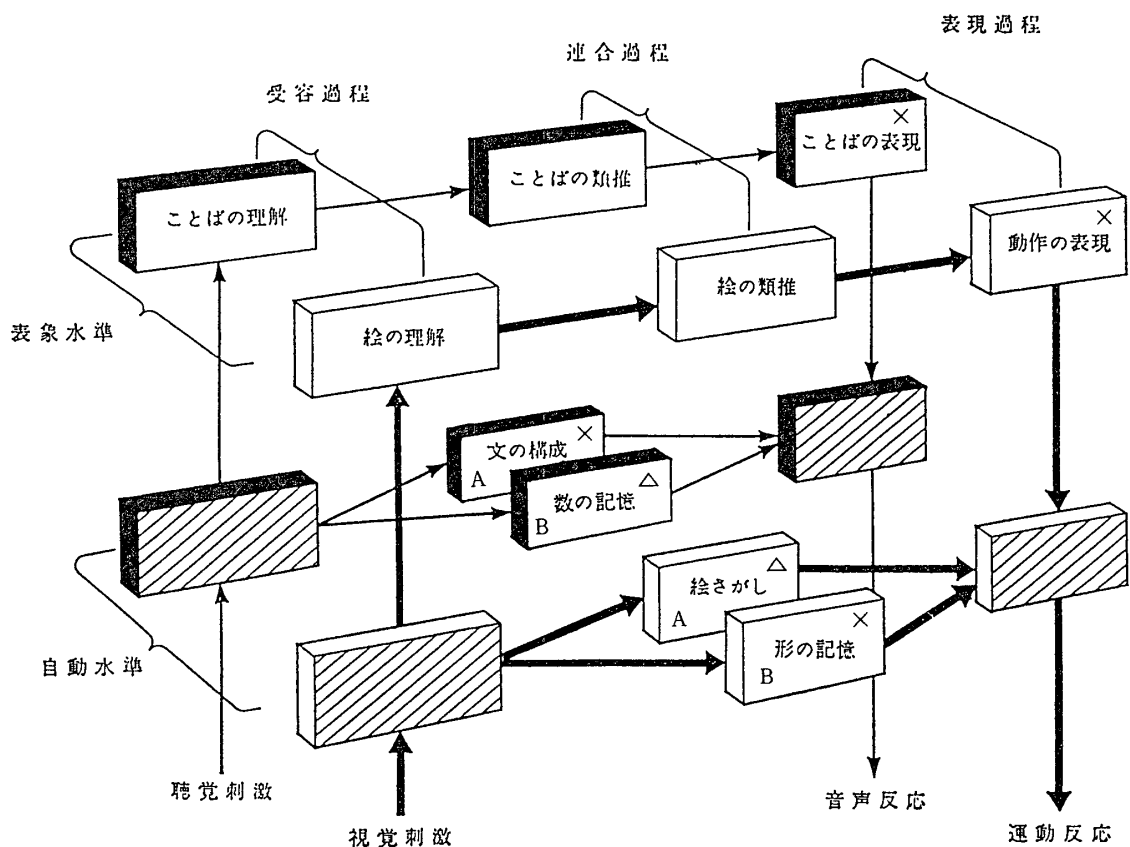 表現過程
連合過程
受容過程
ことばの表現
×
ことばの類推
ことばの理解
動作の表現
×
絵の類推
絵の理解
表象水準
文の構成
×
A
数の記憶
△
B
絵さがし
△
A
形の記憶
×
B
自動水準
聴覚刺激
音声反応
視覚刺激
運動反応